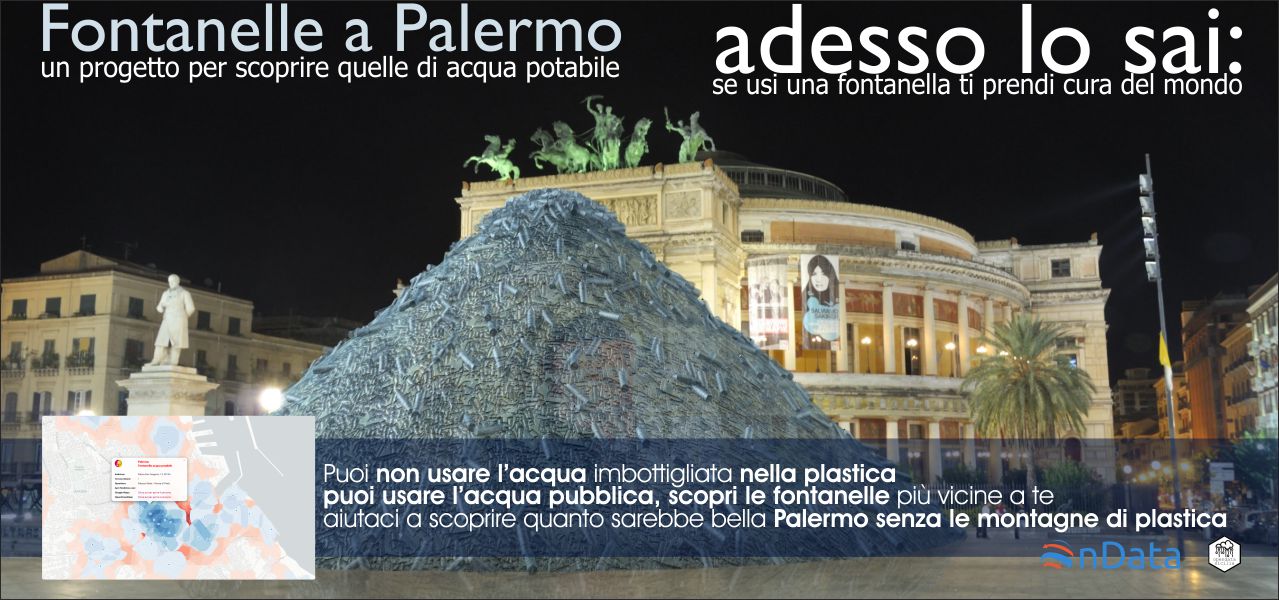 Fontanelle a Palermo
un progetto per scoprire quelle di acqua potabile
adesso lo sai:
se usi una fontanella ti prendi cura del mondo
Puoi non usare l'acqua imbottigliata nella plastica
puoi usare l'acqua pubblica, scopri le fontanelle più vicine a te
aiutaci a scoprire quanto sarebbe bella Palermo senza le montagne di plastica
onData